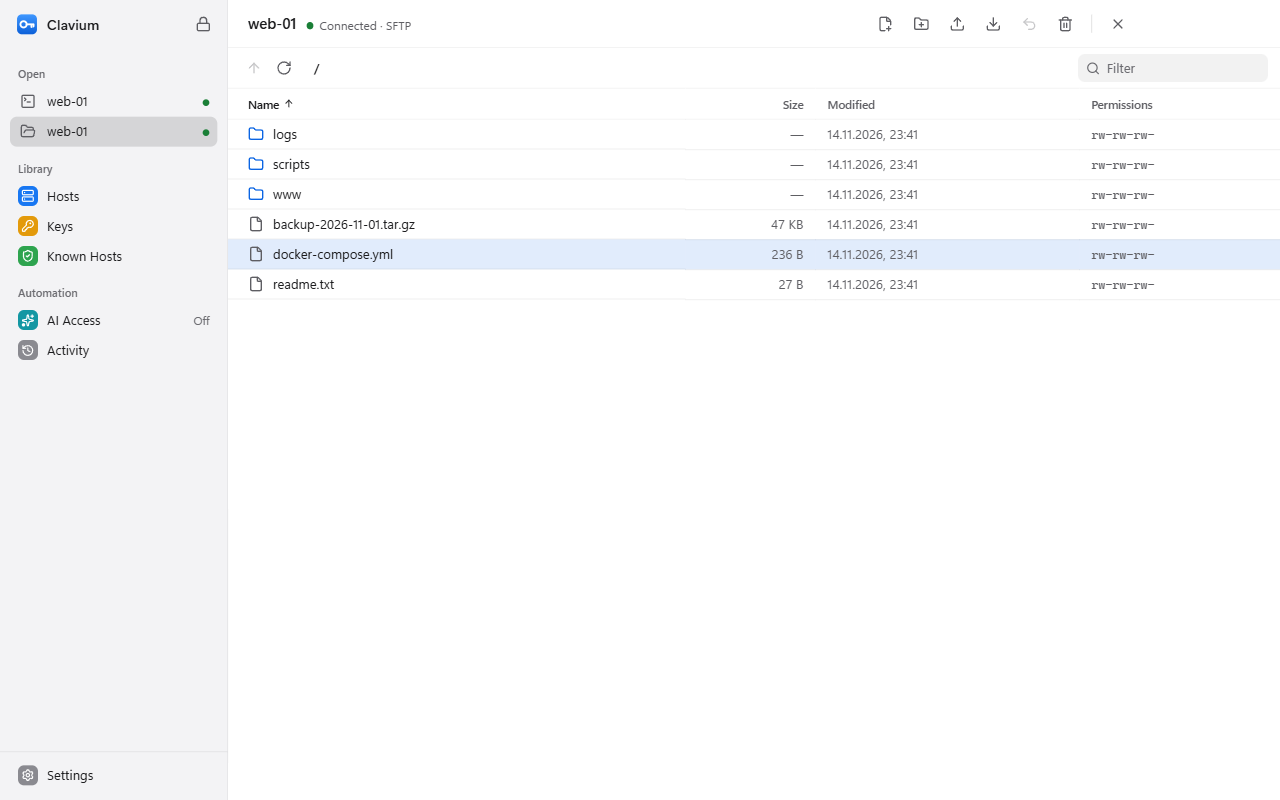 Clavium
web-01 Connected · SFTP
Open
web-01
web-01
Library
Hosts
Keys
Known Hosts
Automation
AI Access Off
Activity
Settings
/
Filter
Name Size Modified Permissions
logs — 14.11.2026, 23:41 rw-rw-rw-
scripts — 14.11.2026, 23:41 rw-rw-rw-
www — 14.11.2026, 23:41 rw-rw-rw-
backup-2026-11-01.tar.gz 47 KB 14.11.2026, 23:41 rw-rw-rw-
docker-compose.yml 236 B 14.11.2026, 23:41 rw-rw-rw-
readme.txt 27 B 14.11.2026, 23:41 rw-rw-rw-